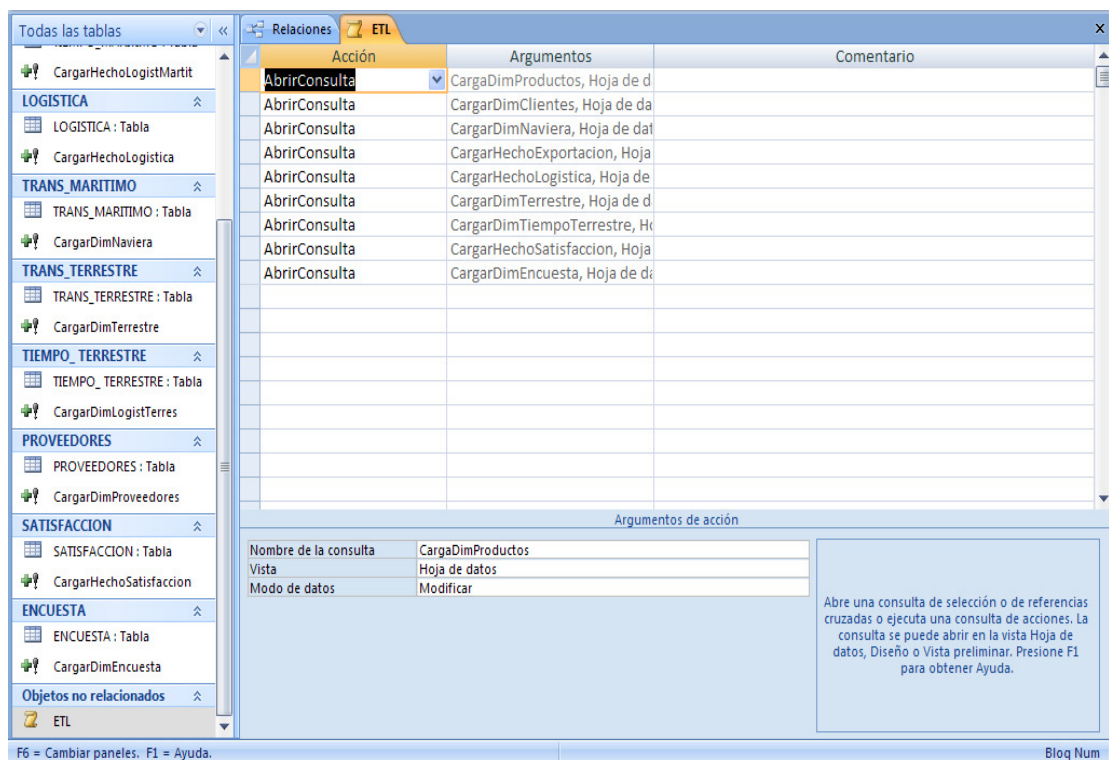 Todas las tablas
CargarHechoLogistMartit
LOGISTICA
LOGISTICA : Tabla
CargarHechoLogistica
TRANS_MARITIMO
TRANS_MARITIMO : Tabla
CargarDimNaviera
TRANS_TERRESTRE
TRANS_TERRESTRE : Tabla
CargarDimTerrestre
TIEMPO_ TERRESTRE
TIEMPO_ TERRESTRE : Tabla
CargarDimLogistTerres
PROVEEDORES
PROVEEDORES : Tabla
CargarDimProveedores
SATISFACCION
SATISFACCION : Tabla
CargarHechoSatisfaccion
ENCUESTA
ENCUESTA : Tabla
CargarDimEncuesta
Objetos no relacionados
ETL
Relaciones ETL
Acción Argumentos Comentario
AbrirConsulta CargaDimProductos, Hoja de d
AbrirConsulta CargarDimClientes, Hoja de da
AbrirConsulta CargarDimNaviera, Hoja de dat
AbrirConsulta CargarHechoExportacion, Hoja
AbrirConsulta CargarHechoLogistica, Hoja de
AbrirConsulta CargarDimTerrestre, Hoja de d
AbrirConsulta CargarDimTiempoTerrestre, Ho
AbrirConsulta CargarHechoSatisfaccion, Hoja
AbrirConsulta CargarDimEncuesta, Hoja de da
Argumentos de acción
Nombre de la consulta CargaDimProductos
Vista Hoja de datos
Modo de datos Modificar
Abre una consulta de selección o de referencias
cruzadas o ejecuta una consulta de acciones. La
consulta se puede abrir en la vista Hoja de
datos, Diseño o Vista preliminar. Presione F1
para obtener Ayuda.
F6 = Cambiar paneles. F1 = Ayuda. Bloq Num